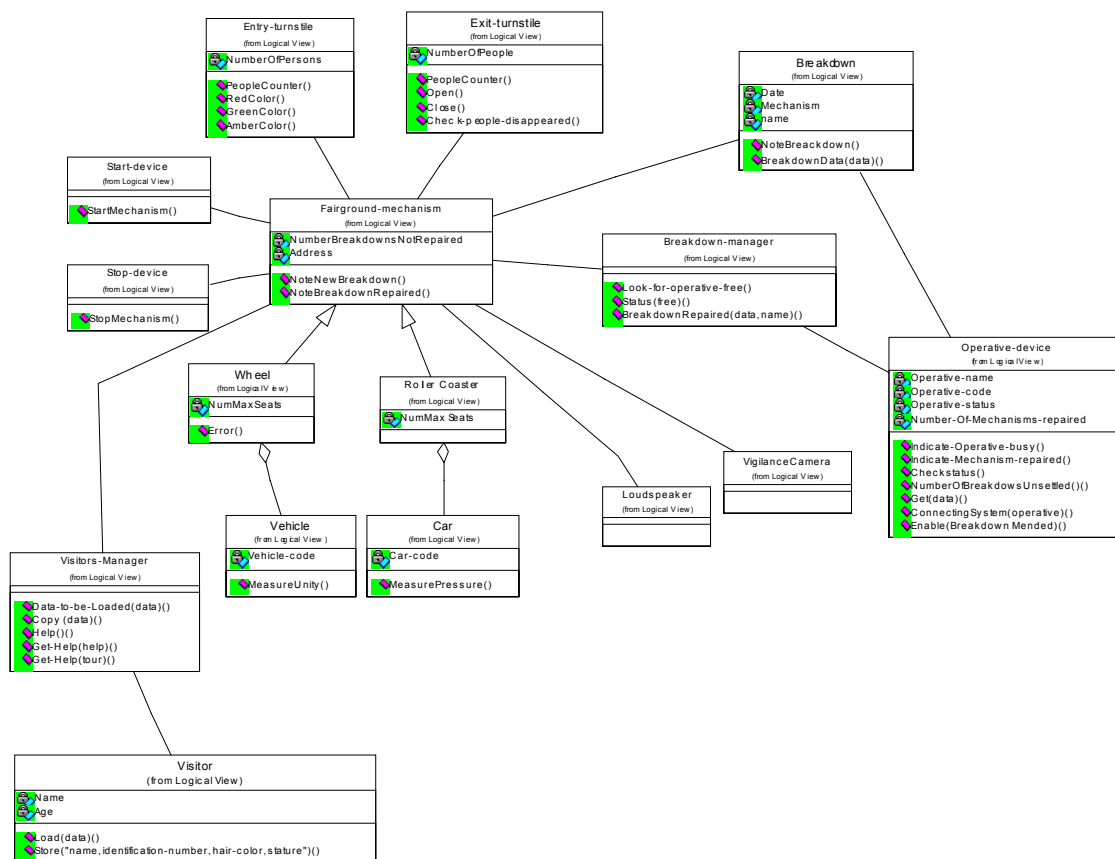 Entry-turnstile
(from Logical View)
NumberOfPersons
PeopleCounter()
RedColor()
GreenColor()
AmberColor()
Exit-turnstile
(from Logical View)
NumberOfPeople
PeopleCounter()
Open()
Close()
Check-people-disappeared()
Breakdown
(from Logical View)
Date
Mechanism
name
NoteBreackdown()
BreakdownData(data)()
Start-device
(from Logical View)
StartMechanism()
Fairground-mechanism
(from Logical View)
NumberBreakdownsNotRepaired
Address
NoteNewBreakdown()
NoteBreakdownRepaired()
Stop-device
(from Logical View)
StopMechanism()
Breakdown-manager
(from Logical View)
Look-for-operative-free()
Status(free)()
BreakdownRepaired(data,name)()
Operative-device
(from Logical View)
Operative-name
Operative-code
Operative-status
Number-Of-Mechanisms-repaired
Indicate-Operative-busy()
Indicate-Mechanism-repaired()
Checkstatus()
NumberOfBreakdowsUnsettled()()
Get(data)()
ConnectingSystem(operative)()
Enable(Breakdown Mended)()
Wheel
(from Logical View)
NumMaxSeats
Error()
Roller Coaster
(from Logical View)
NumMax Seats
VigilanceCamera
(from Logical View)
Loudspeaker
(from Logical View)
Vehicle
(from Logical View)
Vehicle-code
MeasureUnity()
Car
(from Logical View)
Car-code
MeasurePressure()
Visitors-Manager
(from Logical View)
Data-to-be-Loaded(data)()
Copy (data)()
Help()()
Get-Help(help)()
Get-Help(tour)()
Visitor
(from Logical View)
Name
Age
Load(data)()
Store("name,identification-number, hair-color, stature")()